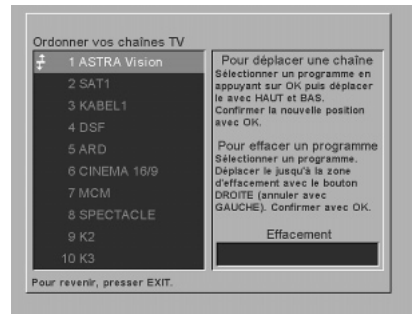 Ordonner vos chaînes TV
1 ASTRA Vision
2 SAT1
3 KABEL1
4 DSF
5 ARD
6 CINEMA 16/9
7 MCM
8 SPECTACLE
9 K2
10 K3
Pour déplacer une chaîne
Sélectionner un programme en
appuyant sur OK puis déplacer
le avec HAUT et BAS.
Confirmer la nouvelle position
avec OK.
Pour effacer un programme
Sélectionner un programme.
Déplacer le jusqu'à la zone
d'effacement avec le bouton
DROITE (annuler avec
GAUCHE). Confirmer avec OK.
Effacement
Pour revenir, presser EXIT.